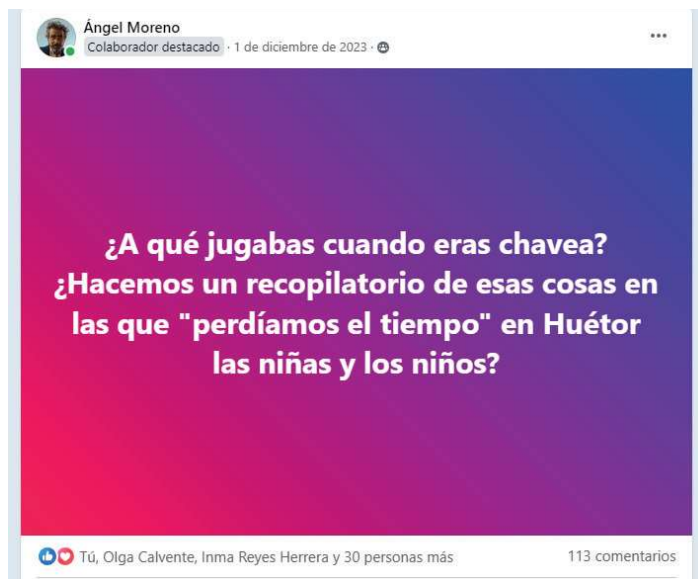 Ángel Moreno
Colaborador destacado · 1 de diciembre de 2023 ·
¿A qué jugabas cuando eras chavea?
¿Hacemos un recopilatorio de esas cosas en
las que "perdíamos el tiempo" en Huétor
las niñas y los niños?
Tú, Olga Calvente, Inma Reyes Herrera y 30 personas más 113 comentarios